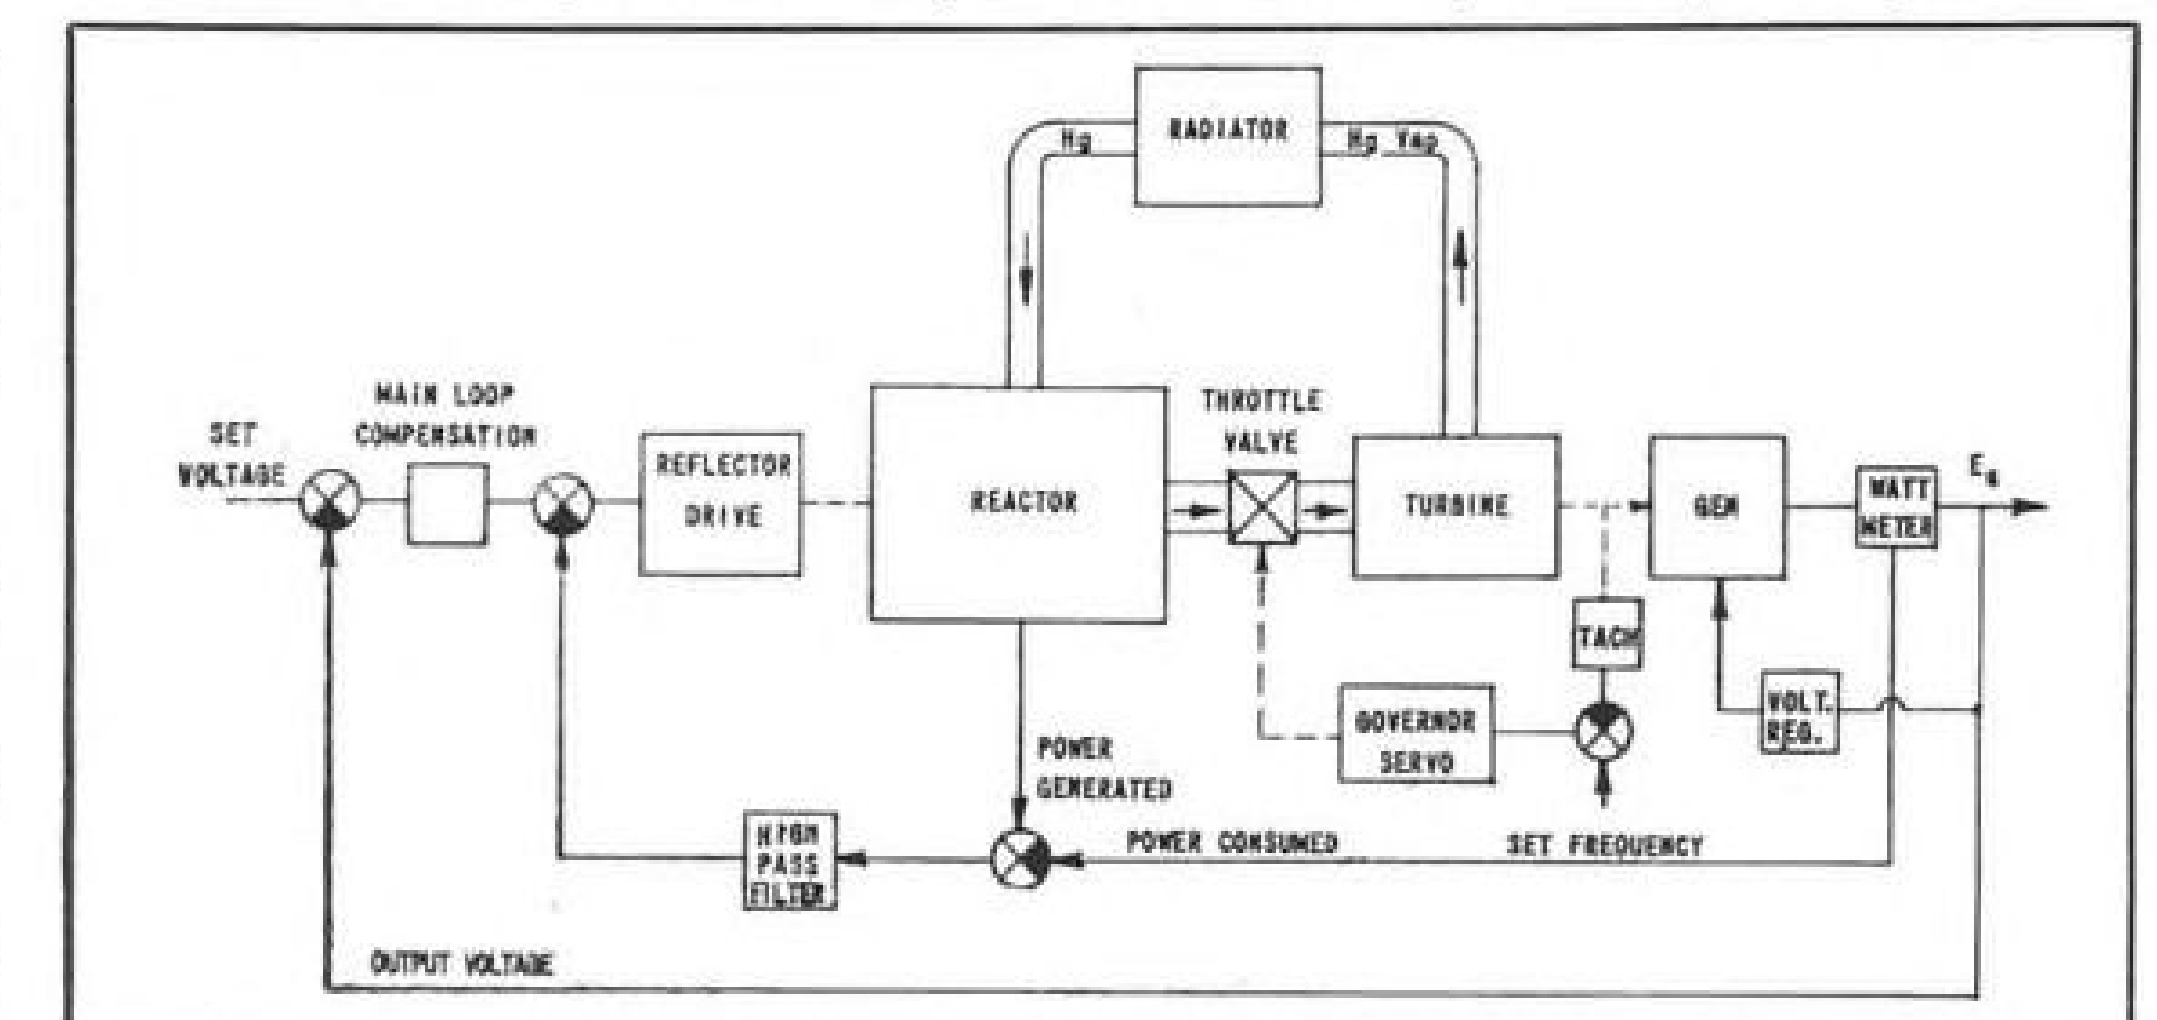 RADIATOR
Hg
Hg Vap
MAIN LOOP
COMPENSATION
SET
VOLTAGE
REFLECTOR
DRIVE
REACTOR
THROTTLE
VALVE
TURBINE
GEN
WATT
METER
TACH
GOVERNOR
SERVO
VOLT.
REG.
POWER
GENERATED
POWER CONSUMED
SET FREQUENCY
HIGH
PASS
FILTER
OUTPUT VOLTAGE